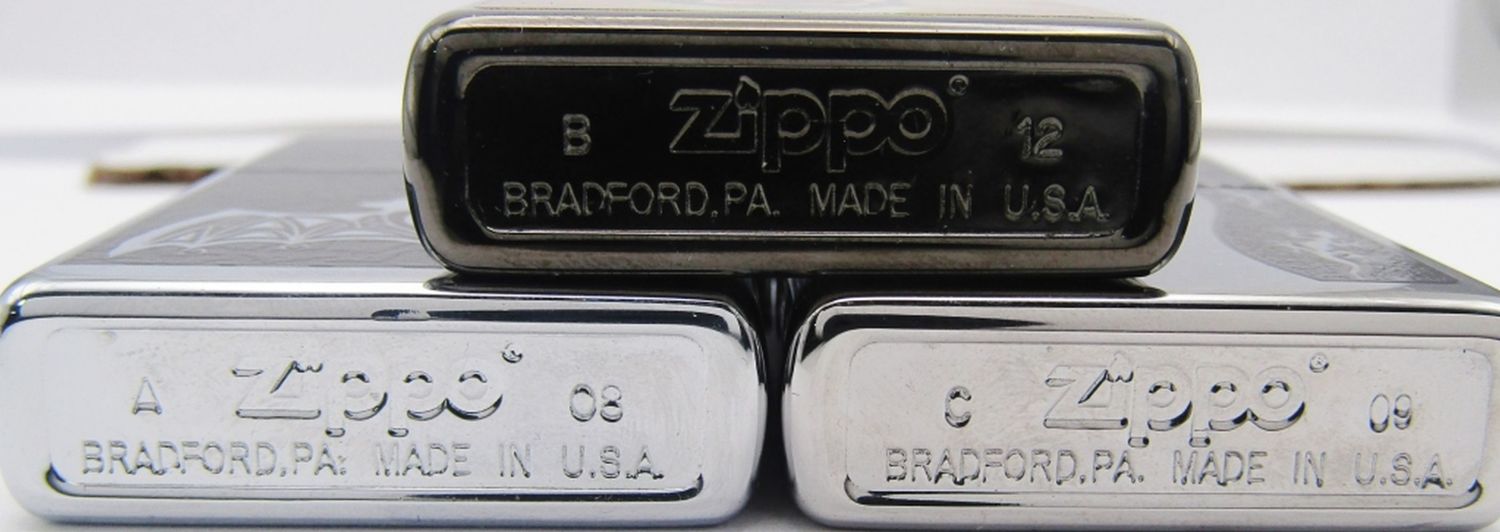 B zippo® 12
BRADFORD, PA. MADE IN U.S.A.
A zippo® 08
BRADFORD, PA. MADE IN U.S.A.
C zippo® 09
BRADFORD, PA. MADE IN U.S.A.